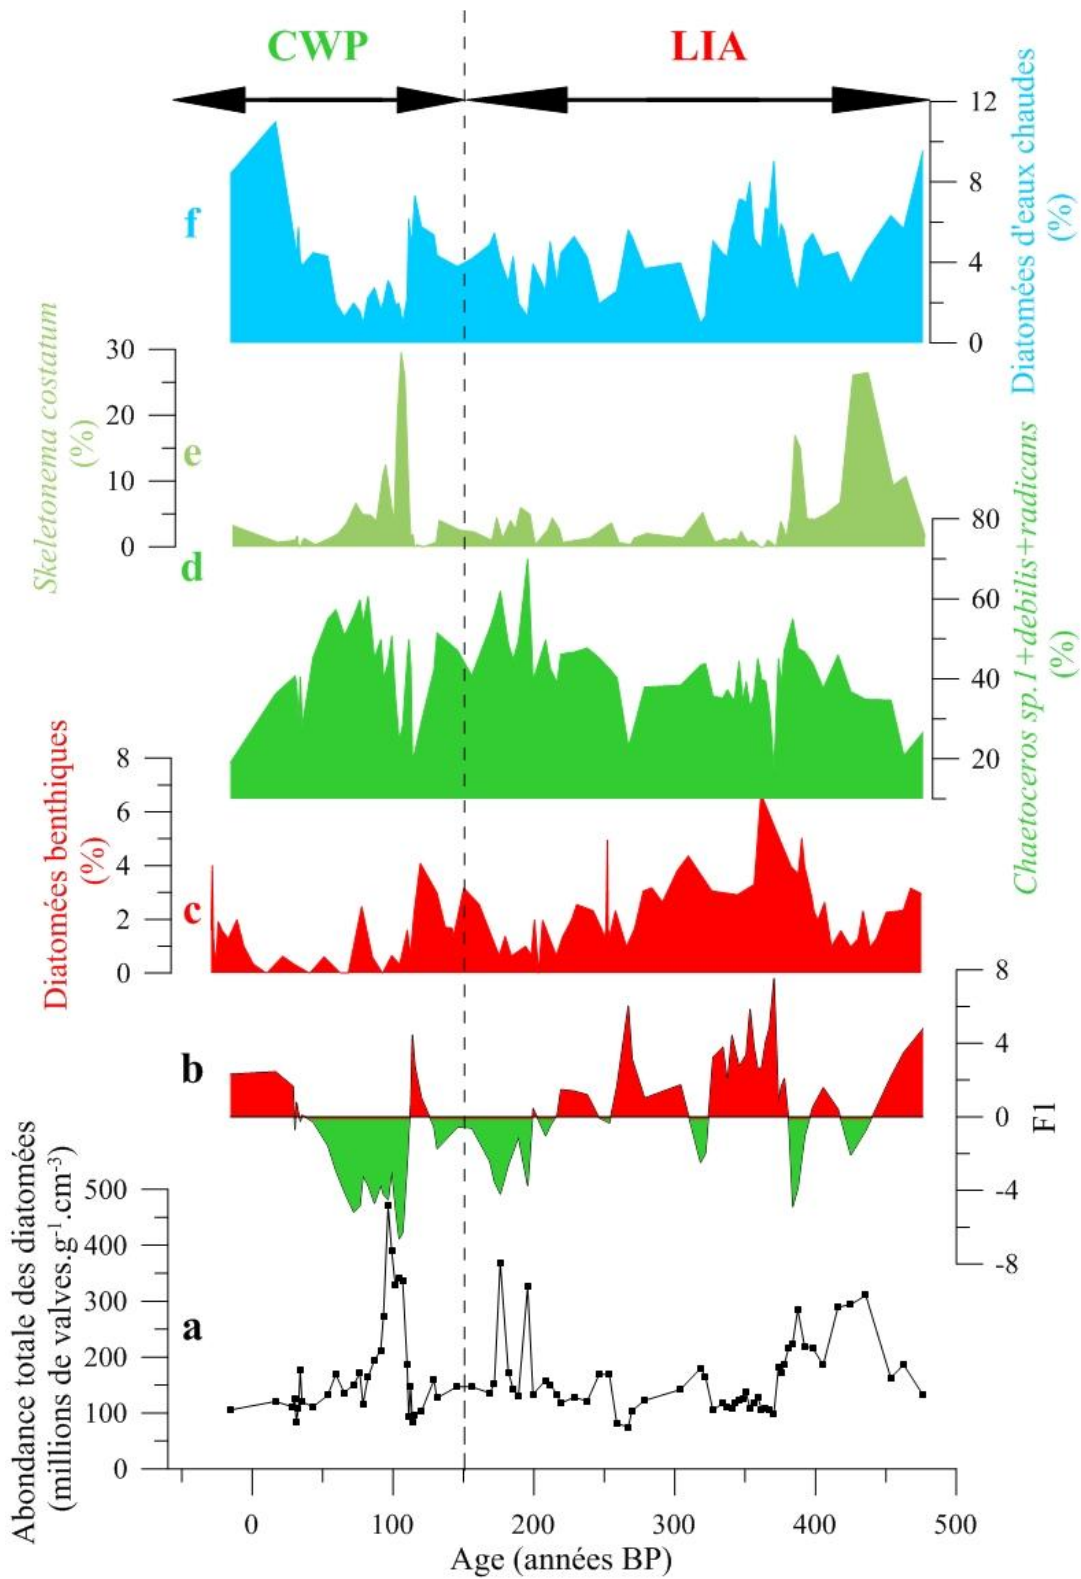 CWP
LIA
12
8
4
0
Diatomées d'eaux chaudes
(%)
f
30
20
10
0
Skeletonema costatum
(%)
e
80
60
40
20
Chaetoceros sp.1+debilis+radicans
(%)
d
8
6
4
2
0
Diatomées benthiques
(%)
c
8
4
0
-4
-8
F1
b
500
400
300
200
100
0
Abondance totale des diatomées
(millions de valves.g⁻¹.cm⁻³)
a
0
100
200
300
400
500
Age (années BP)